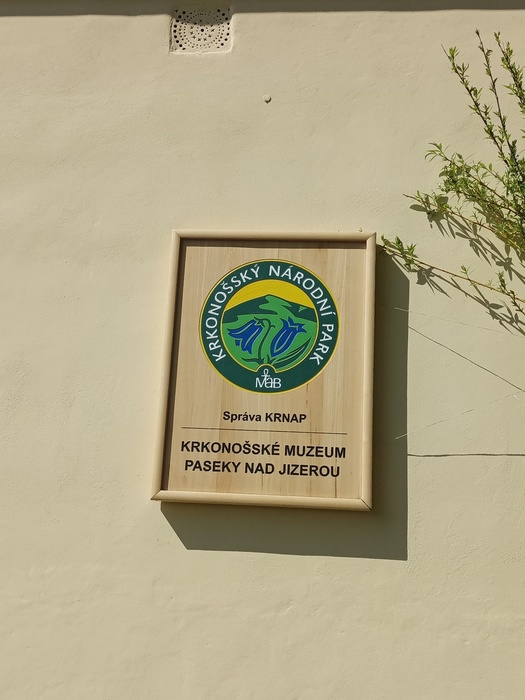 KRKONOŠSKÝ NÁRODNÍ PARK
MaB
Správa KRNAP
KRKONOŠSKÉ MUZEUM
PASEKY NAD JIZEROU